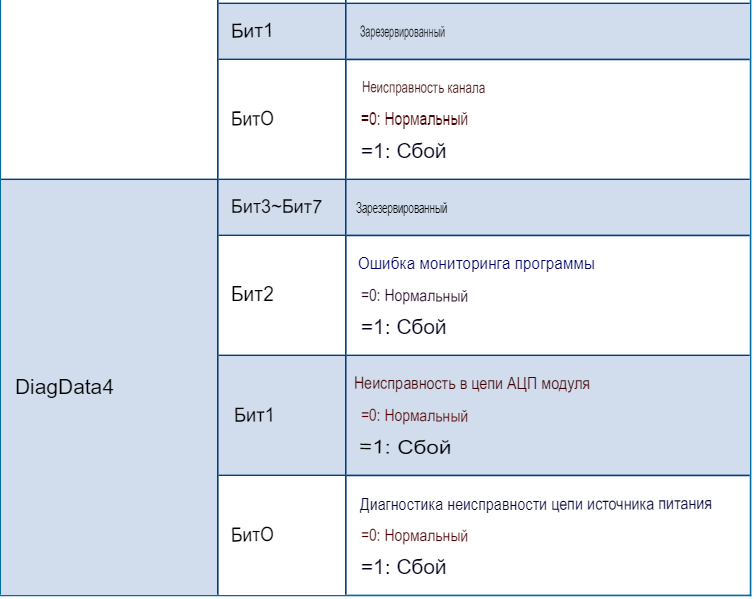 Бит1
Зарезервированный
БитО
Неисправность канала
=0: Нормальный
=1: Сбой
DiagData4
Бит3~Бит7
Зарезервированный
Бит2
Ошибка мониторинга программы
=0: Нормальный
=1: Сбой
Бит1
Неисправность в цепи АЦП модуля
=0: Нормальный
=1: Сбой
БитО
Диагностика неисправности цепи источника питания
=0: Нормальный
=1: Сбой